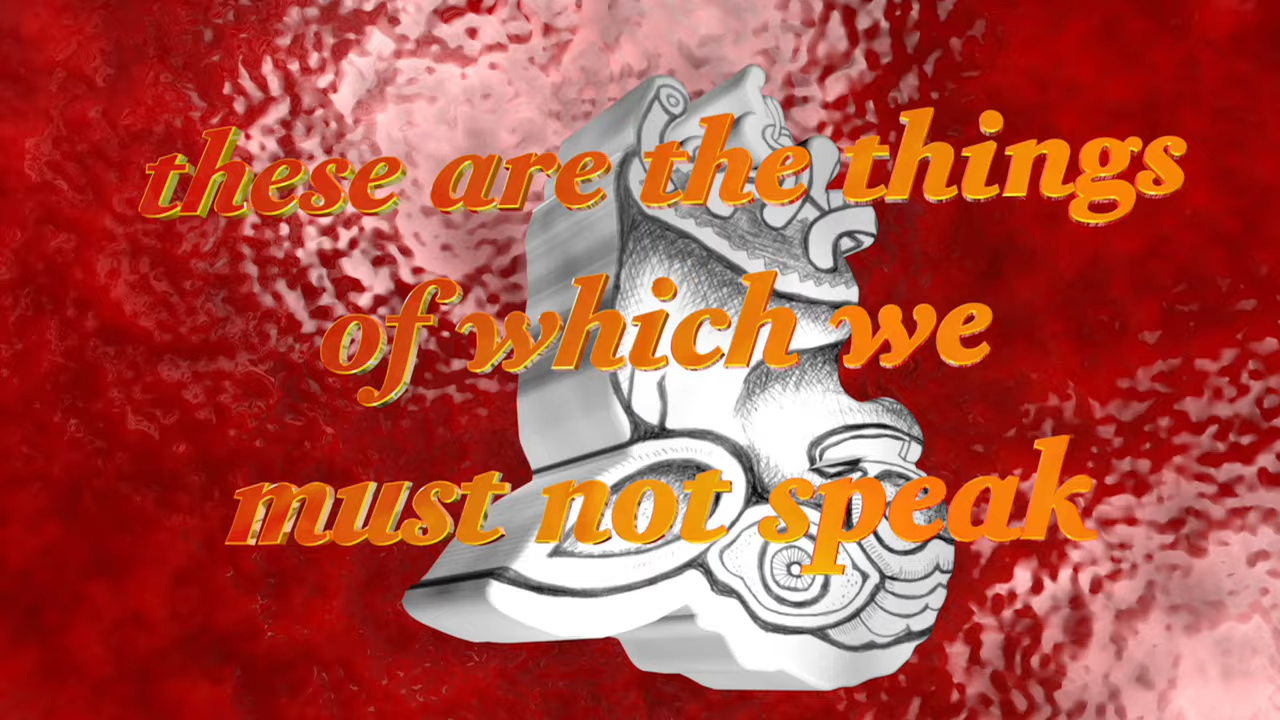 these are the things
of which we
must not speak